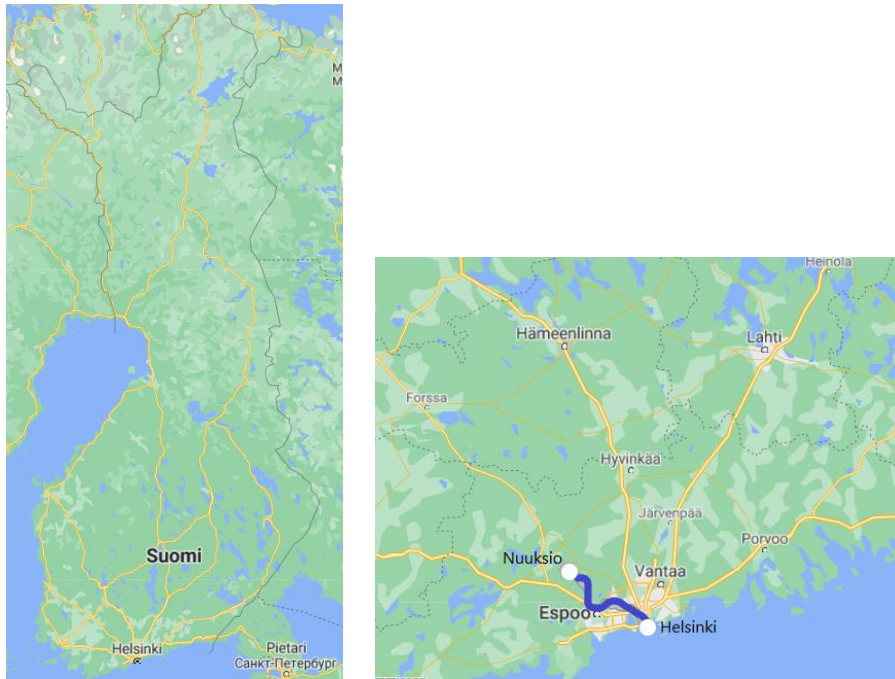 Suomi
Helsinki
Pietari
Санкт-Петербург
Heinola
Hämeenlinna
Lahti
Forssa
Hyvinkää
Järvenpää
Porvoo
Nuuksio
Vantaa
Espoo
Helsinki